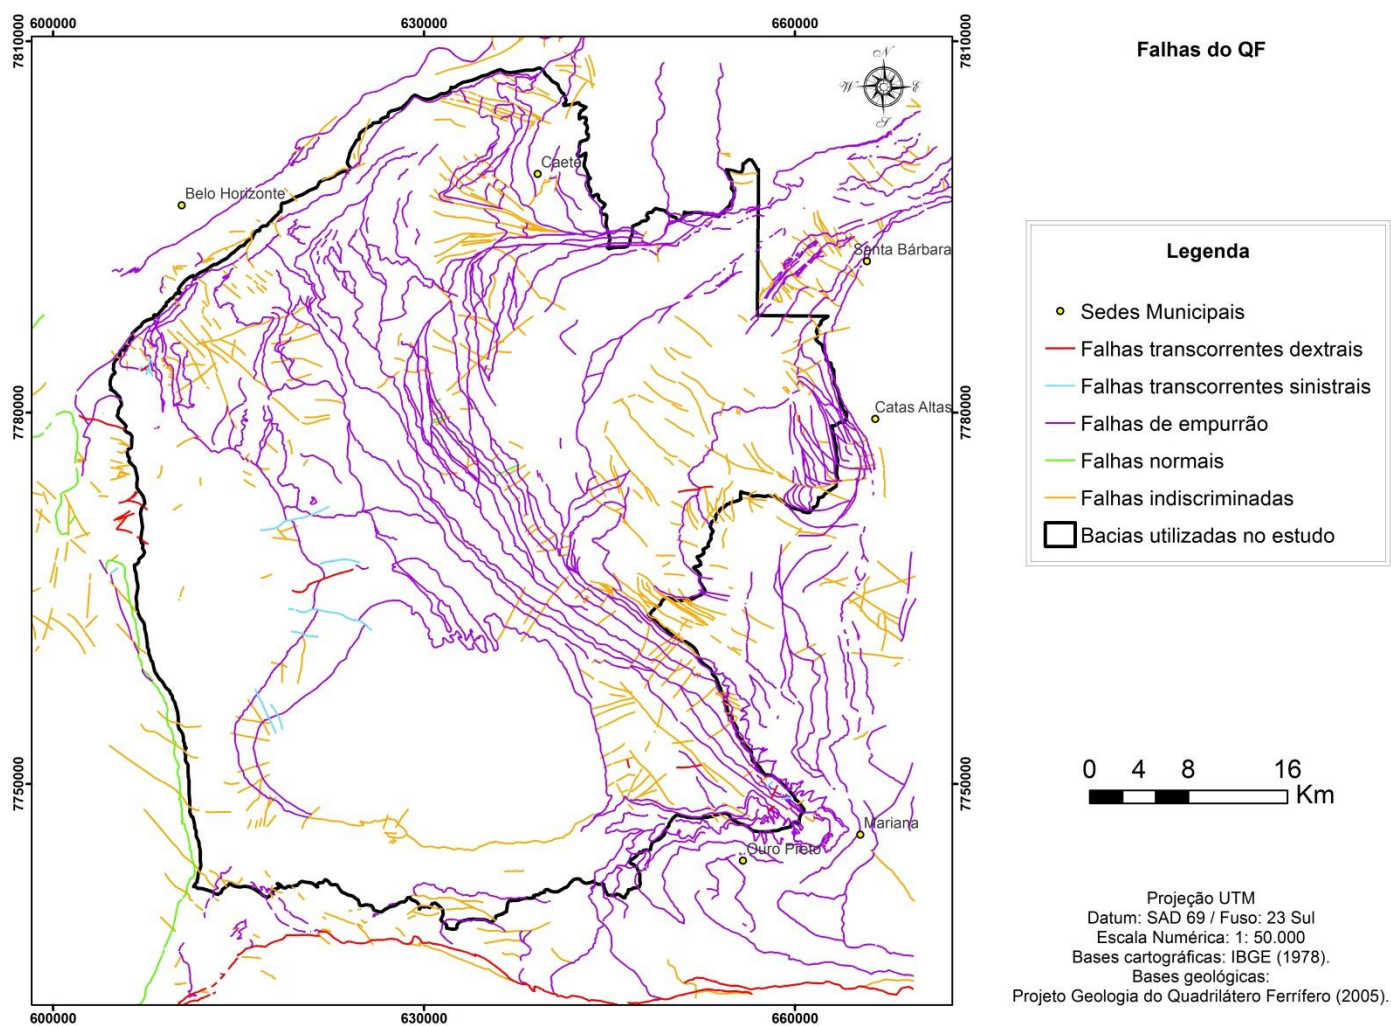 600000 630000 660000
7810000 7810000
Falhas do QF
N
W E
S
Caeté
Belo Horizonte
Santa Bárbara
Legenda
Sedes Municipais
Falhas transcorrentes dextrais
Falhas transcorrentes sinistrais
7780000 7780000
Catas Altas
Falhas de empurrão
Falhas normais
Falhas indiscriminadas
Bacias utilizadas no estudo
7750000 7750000
0 4 8 16
Km
Mariana
Ouro Preto
Projeção UTM
Datum: SAD 69 / Fuso: 23 Sul
Escala Numérica: 1: 50.000
Bases cartográficas: IBGE (1978).
Bases geológicas:
Projeto Geologia do Quadrilátero Ferrífero (2005).
600000 630000 660000